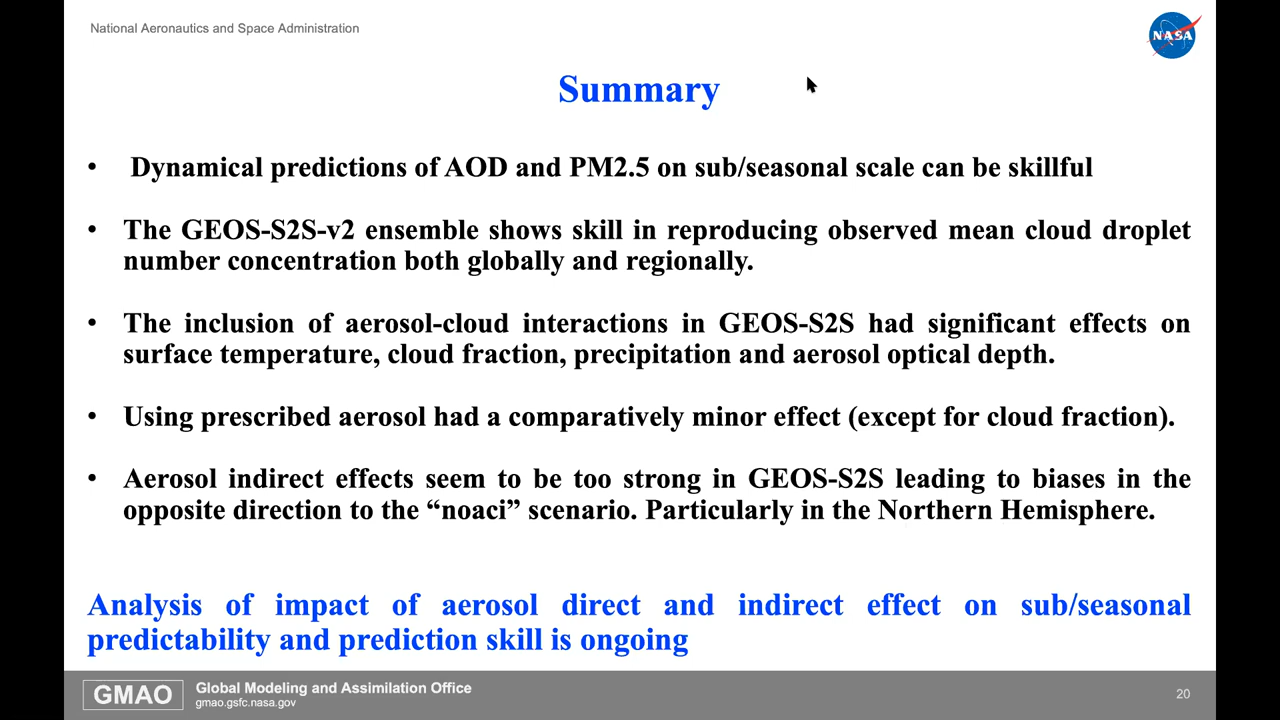 National Aeronautics and Space Administration
NASA
Summary
• Dynamical predictions of AOD and PM2.5 on sub/seasonal scale can be skillful
• The GEOS-S2S-v2 ensemble shows skill in reproducing observed mean cloud droplet
number concentration both globally and regionally.
• The inclusion of aerosol-cloud interactions in GEOS-S2S had significant effects on
surface temperature, cloud fraction, precipitation and aerosol optical depth.
• Using prescribed aerosol had a comparatively minor effect (except for cloud fraction).
• Aerosol indirect effects seem to be too strong in GEOS-S2S leading to biases in the
opposite direction to the “noaci” scenario. Particularly in the Northern Hemisphere.
Analysis of impact of aerosol direct and indirect effect on sub/seasonal
predictability and prediction skill is ongoing
GMAO
Global Modeling and Assimilation Office
gmao.gsfc.nasa.gov
20